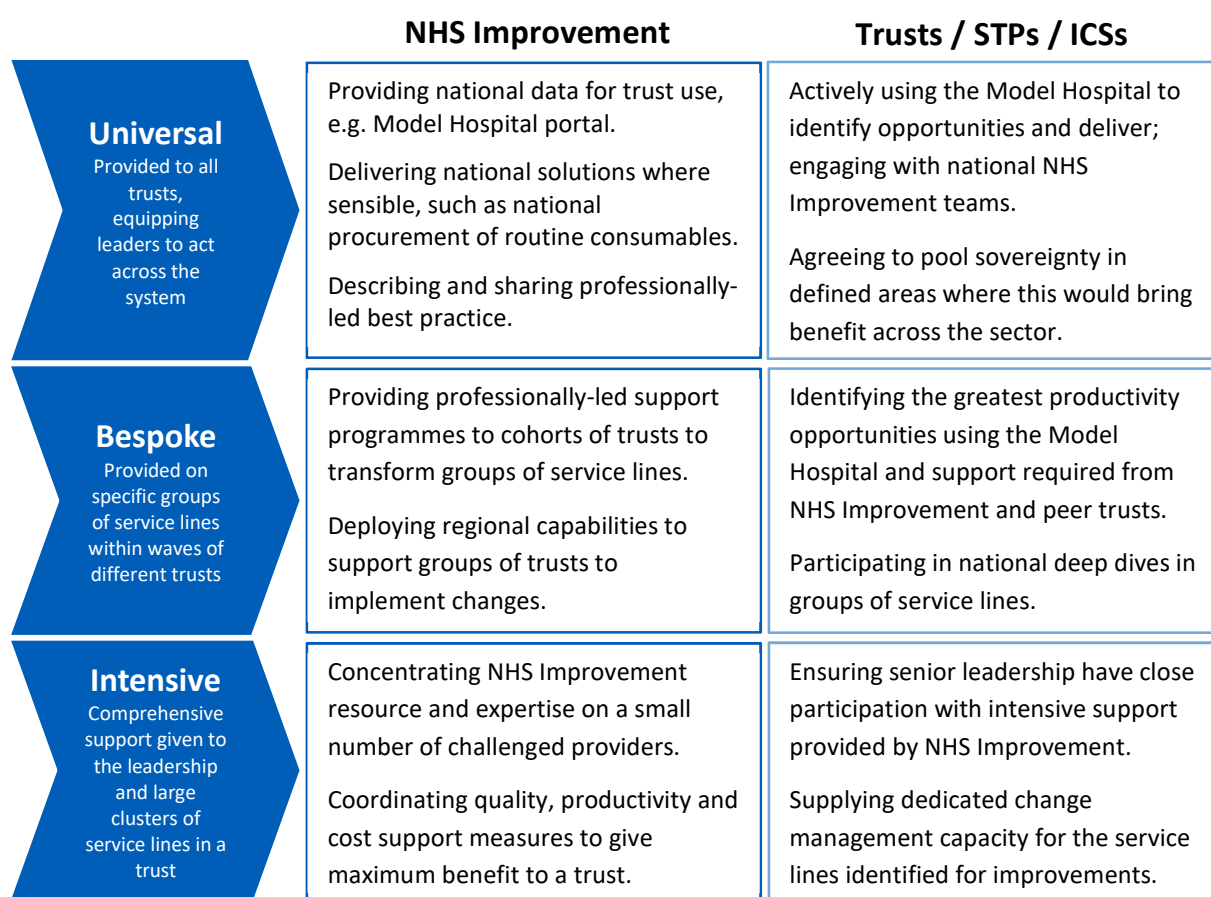 NHS Improvement
Trusts / STPs / ICSs
Universal
Provided to all
trusts,
equipping
leaders to act
across the
system
Providing national data for trust use,
e.g. Model Hospital portal.
Delivering national solutions where
sensible, such as national
procurement of routine consumables.
Describing and sharing professionally-
led best practice.
Actively using the Model Hospital to
identify opportunities and deliver;
engaging with national NHS
Improvement teams.
Agreeing to pool sovereignty in
defined areas where this would bring
benefit across the sector.
Bespoke
Provided on
specific groups
of service lines
within waves of
different trusts
Providing professionally-led support
programmes to cohorts of trusts to
transform groups of service lines.
Deploying regional capabilities to
support groups of trusts to
implement changes.
Identifying the greatest productivity
opportunities using the Model
Hospital and support required from
NHS Improvement and peer trusts.
Participating in national deep dives in
groups of service lines.
Intensive
Comprehensive
support given to
the leadership
and large
clusters of
service lines in a
trust
Concentrating NHS Improvement
resource and expertise on a small
number of challenged providers.
Coordinating quality, productivity and
cost support measures to give
maximum benefit to a trust.
Ensuring senior leadership have close
participation with intensive support
provided by NHS Improvement.
Supplying dedicated change
management capacity for the service
lines identified for improvements.